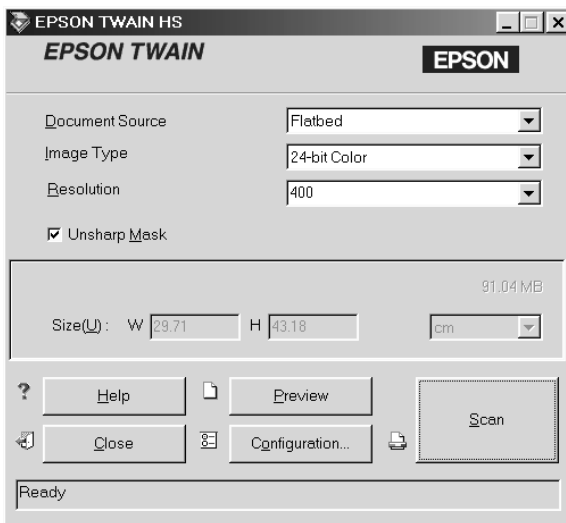 EPSON TWAIN HS
EPSON TWAIN
EPSON
Document Source Flatbed
Image Type 24-bit Color
Resolution 400
Unsharp Mask
91.04 MB
Size(U) : W 29.71 H 43.18 cm
? Help Preview
Scan
Close Configuration...
Ready